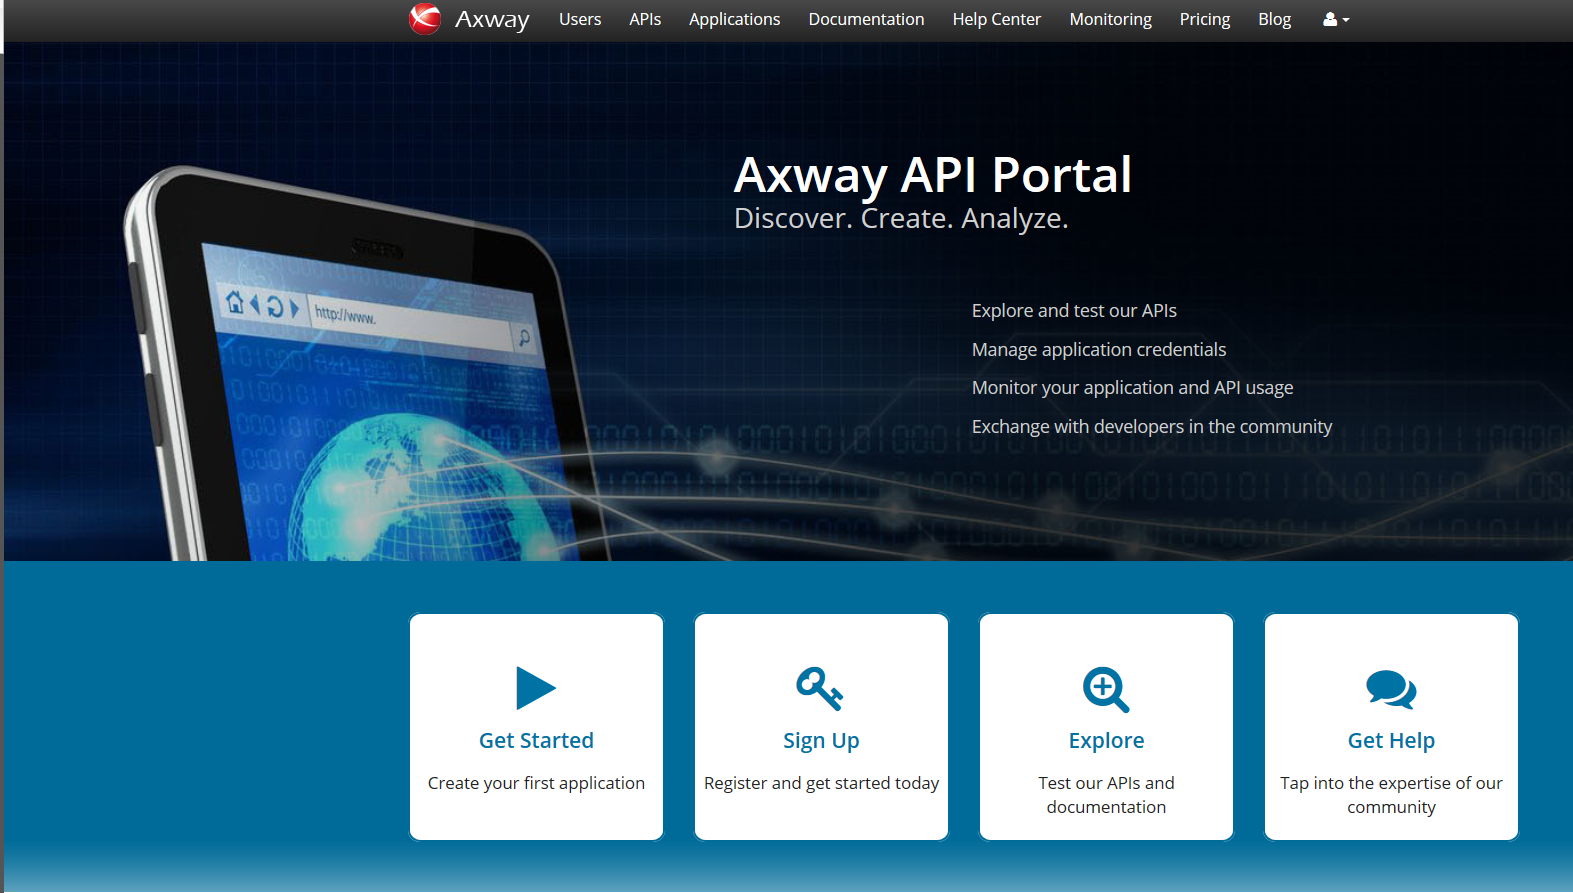 Axway Users APIs Applications Documentation Help Center Monitoring Pricing Blog
Axway API Portal
Discover. Create. Analyze.
http://www.
Explore and test our APIs
Manage application credentials
Monitor your application and API usage
Exchange with developers in the community
Get Started
Create your first application
Sign Up
Register and get started today
Explore
Test our APIs and
documentation
Get Help
Tap into the expertise of our
community